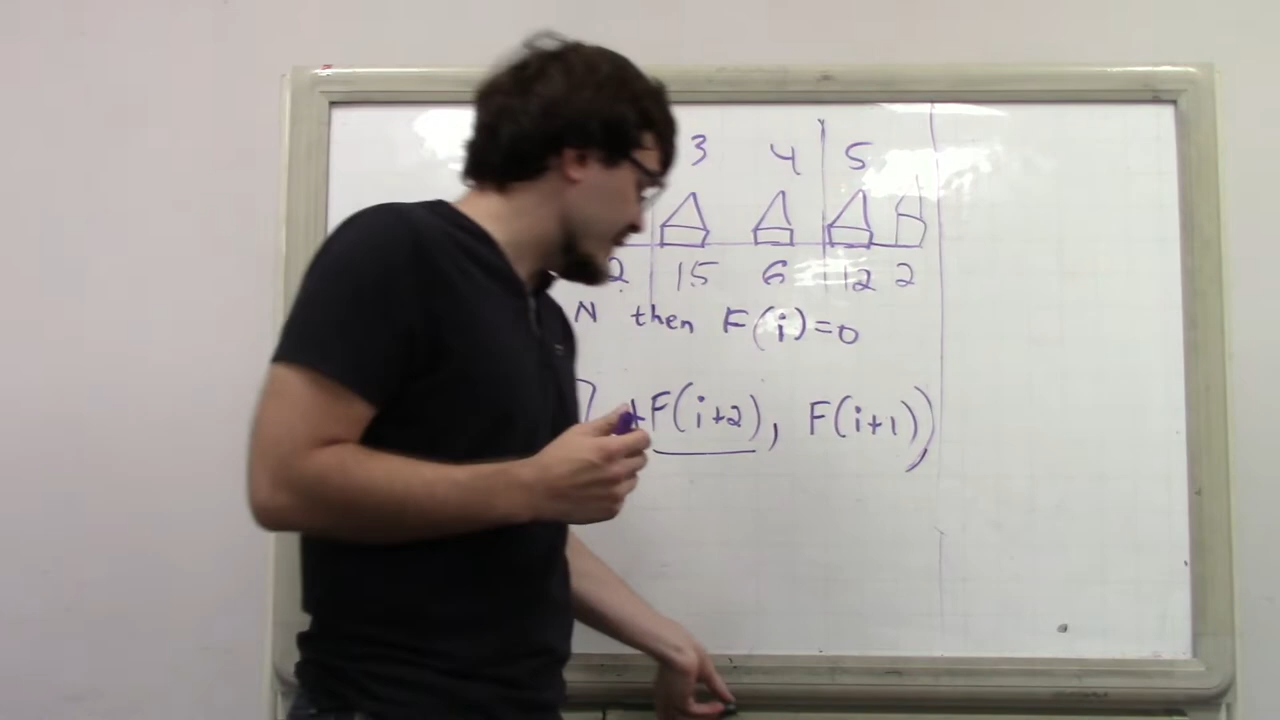 3 4 5
2 15 6 12 2
N then F(i)=0
+F(i+2), F(i+1))